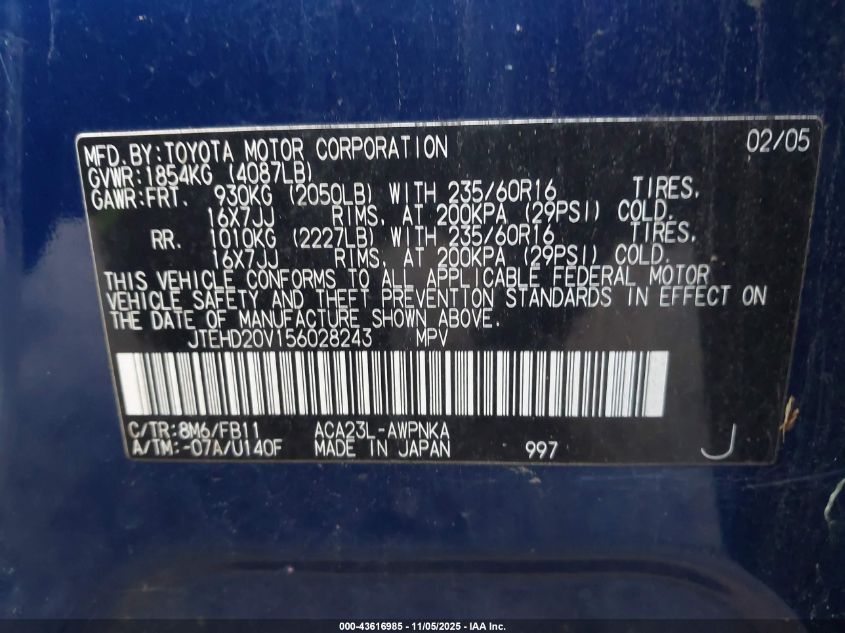 MFD.BY:TOYOTA MOTOR CORPORATION 02/05
GVWR:1854KG (4087LB)
GAWR:FRT. 930KG (2050LB) WITH 235/60R16 TIRES,
16X7JJ RIMS, AT 200KPA (29PSI) COLD.
RR. 1010KG (2227LB) WITH 235/60R16 TIRES,
16X7JJ RIMS, AT 200KPA (29PSI) COLD.
THIS VEHICLE CONFORMS TO ALL APPLICABLE FEDERAL MOTOR
VEHICLE SAFETY AND THEFT PREVENTION STANDARDS IN EFFECT ON
THE DATE OF MANUFACTURE SHOWN ABOVE.
JTEHD20V156028243 MPV
C/TR:8M6/FB11 ACA23L-AWPNKA
A/TM:-07A/U140F MADE IN JAPAN 997 J
000-43616985 - 11/05/2025 - IAA Inc.